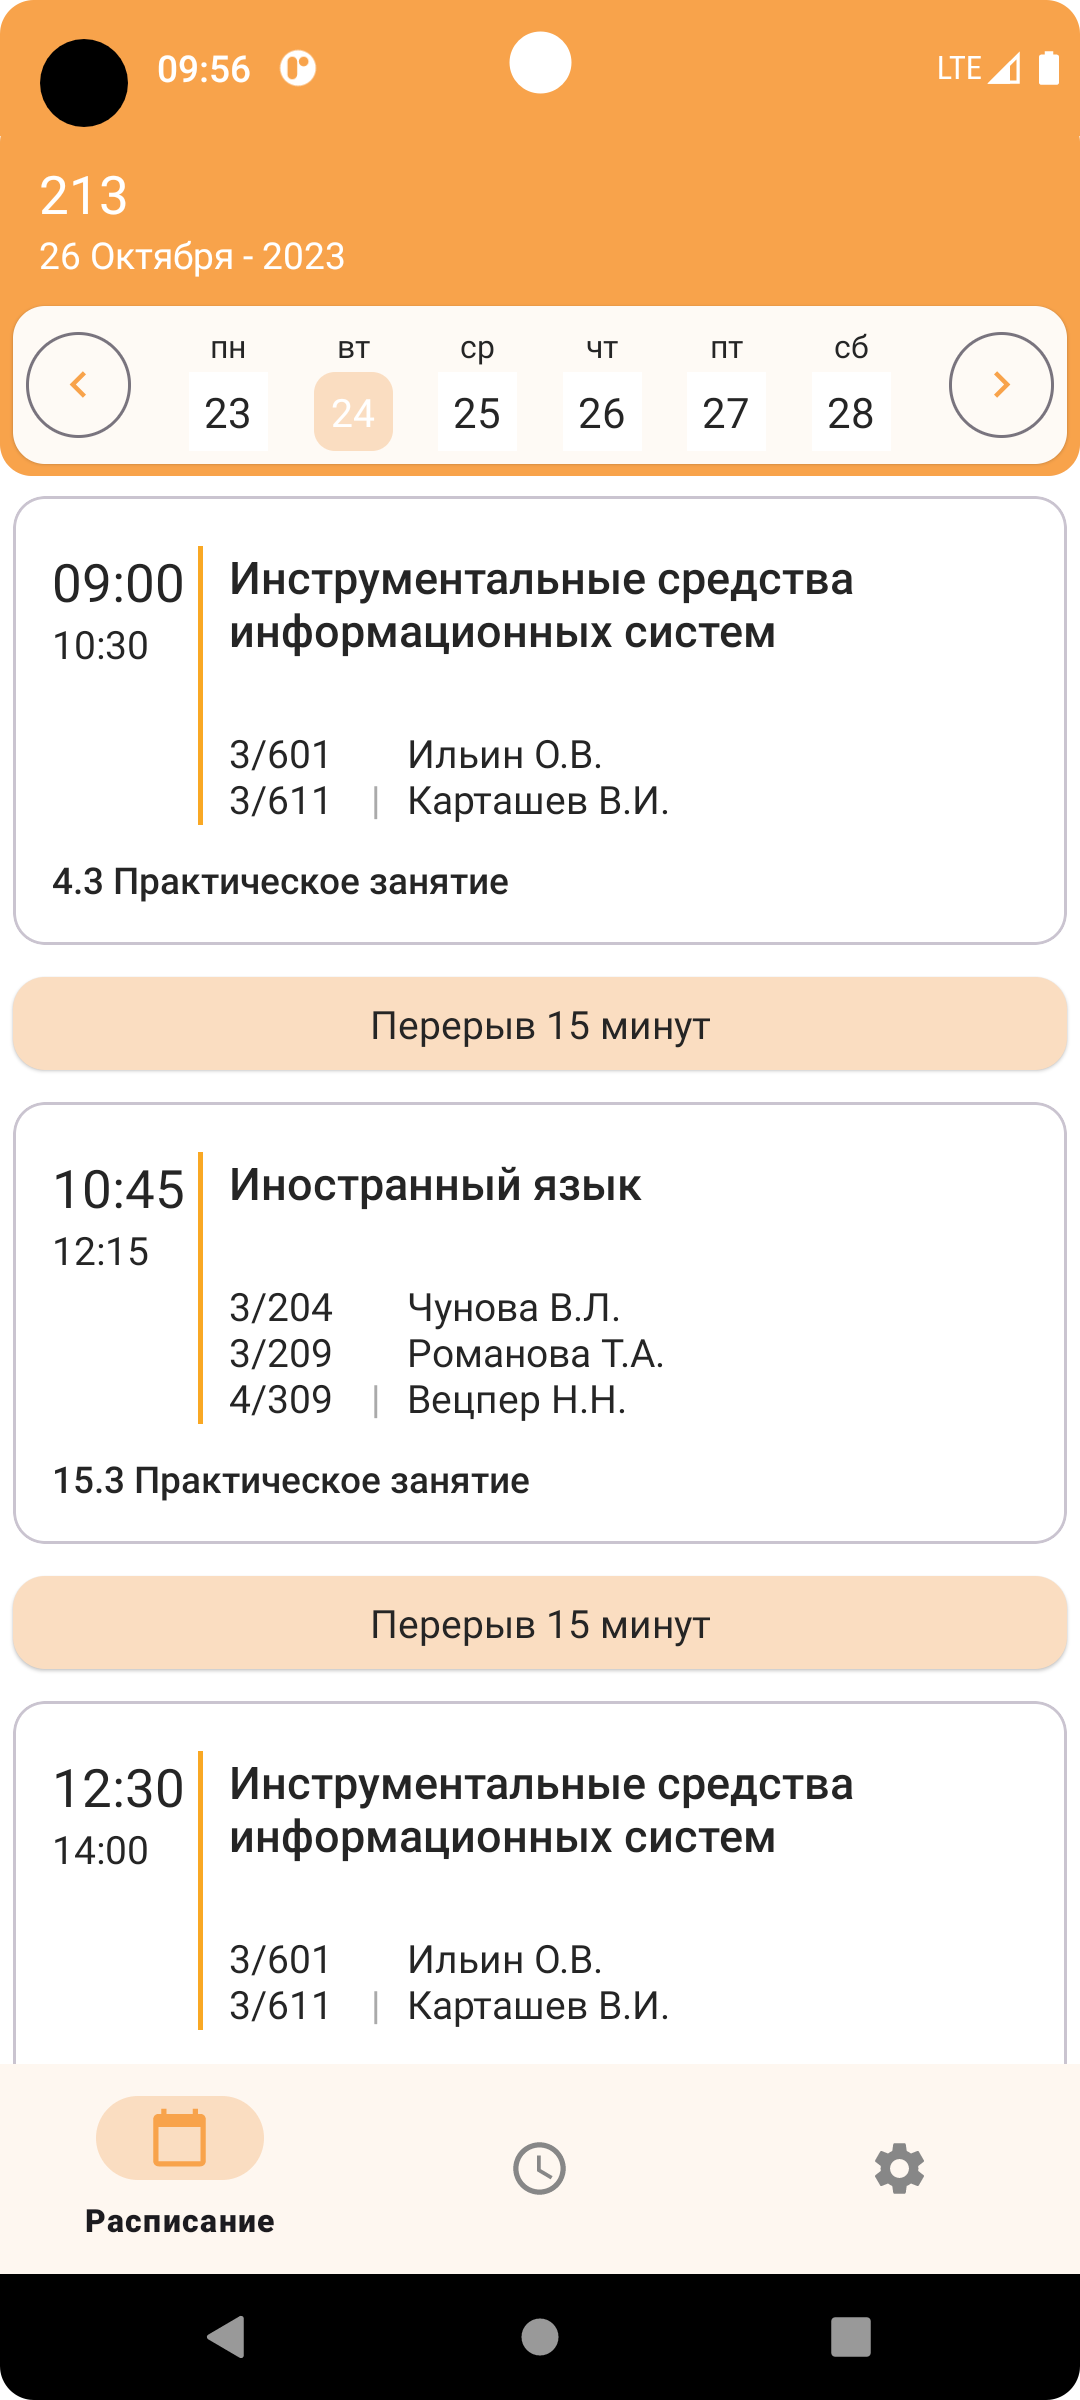 09:56
LTE
213
26 Октября - 2023
пн вт ср чт пт сб
23 24 25 26 27 28
09:00
10:30
Инструментальные средства
информационных систем
3/601 Ильин О.В.
3/611 | Карташев В.И.
4.3 Практическое занятие
Перерыв 15 минут
10:45
12:15
Иностранный язык
3/204 Чунова В.Л.
3/209 Романова Т.А.
4/309 | Вецпер Н.Н.
15.3 Практическое занятие
Перерыв 15 минут
12:30
14:00
Инструментальные средства
информационных систем
3/601 Ильин О.В.
3/611 | Карташев В.И.
Расписание